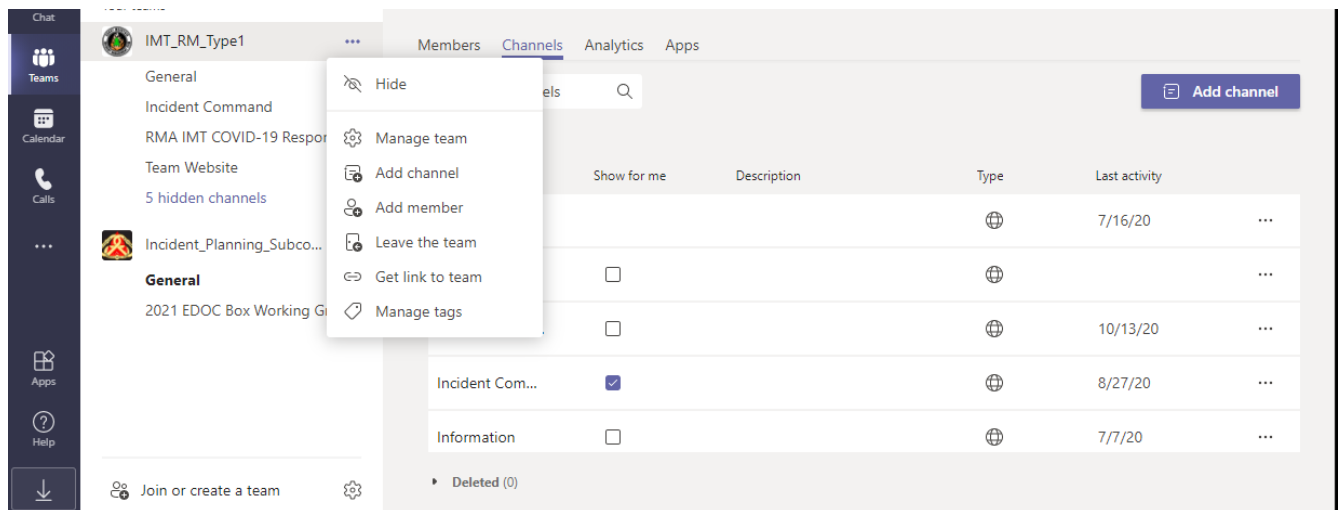 Chat
Teams
Calendar
Calls
Apps
Help
IMT_RM_Type1
General
Incident Command
RMA IMT COVID-19 Respor
Team Website
5 hidden channels
Incident_Planning_Subco...
General
2021 EDOC Box Working Gr
Join or create a team
Hide
Manage team
Add channel
Add member
Leave the team
Get link to team
Manage tags
Members Channels Analytics Apps
els
Add channel
Show for me Description Type Last activity
7/16/20
10/13/20
Incident Com... 8/27/20
Information 7/7/20
Deleted (0)